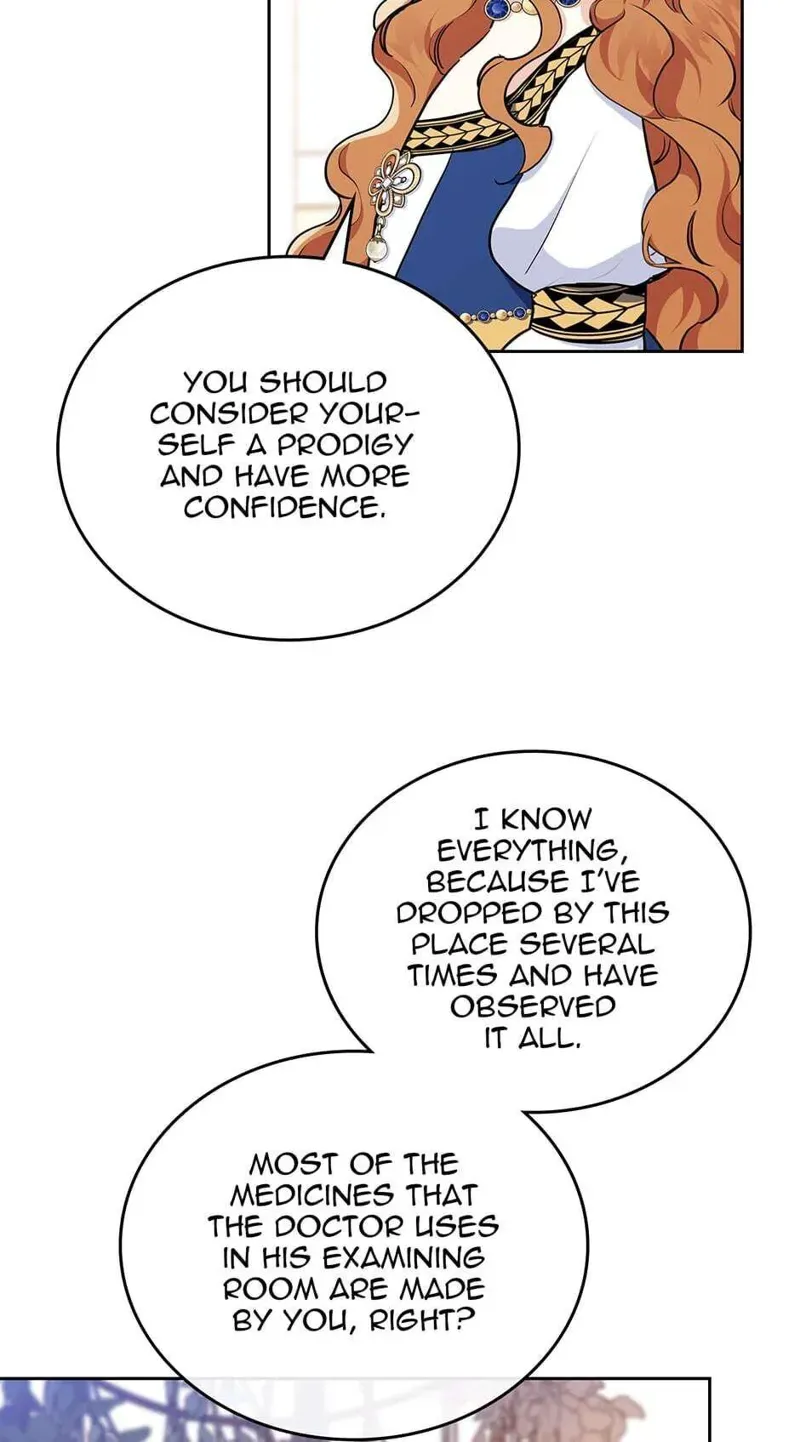 YOU SHOULD
CONSIDER YOUR-
SELF A PRODIGY
AND HAVE MORE
CONFIDENCE.
I KNOW
EVERYTHING,
BECAUSE I'VE
DROPPED BY THIS
PLACE SEVERAL
TIMES AND HAVE
OBSERVED
IT ALL.
MOST OF THE
MEDICINES THAT
THE DOCTOR USES
IN HIS EXAMINING
ROOM ARE MADE
BY YOU, RIGHT?